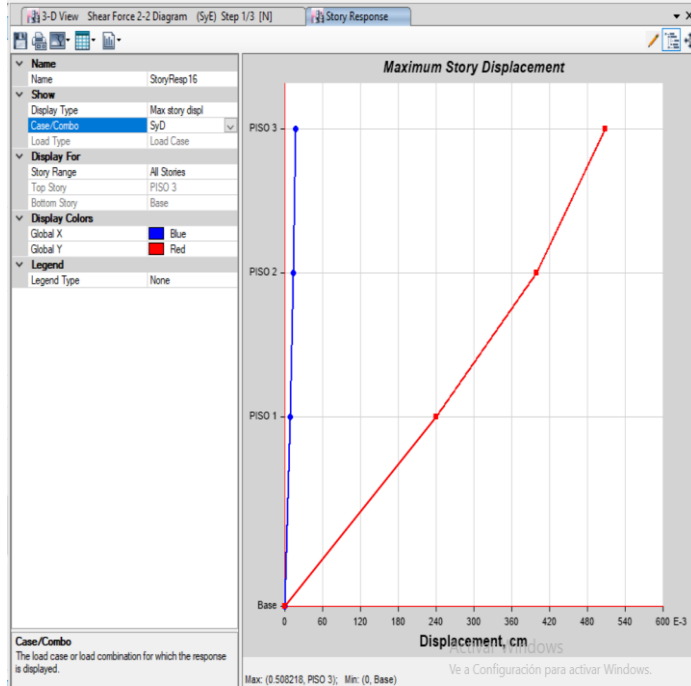 3-D View Shear Force 2-2 Diagram (SyE) Step 1/3 [N]
Story Response
Name
Name StoryResp16
Show
Display Type Max story displ
Case/Combo SyD
Load Type Load Case
Display For
Story Range All Stories
Top Story PISO 3
Bottom Story Base
Display Colors
Global X Blue
Global Y Red
Legend
Legend Type None
Case/Combo
The load case or load combination for which the response
is displayed.
Maximum Story Displacement
PISO 3
PISO 2
PISO 1
Base
0 60 120 180 240 300 360 420 480 540 600 E-3
Displacement, cm
Activar Windows
Ve a Configuración para activar Windows.
Max: (0.508218, PISO 3); Min: (0, Base)